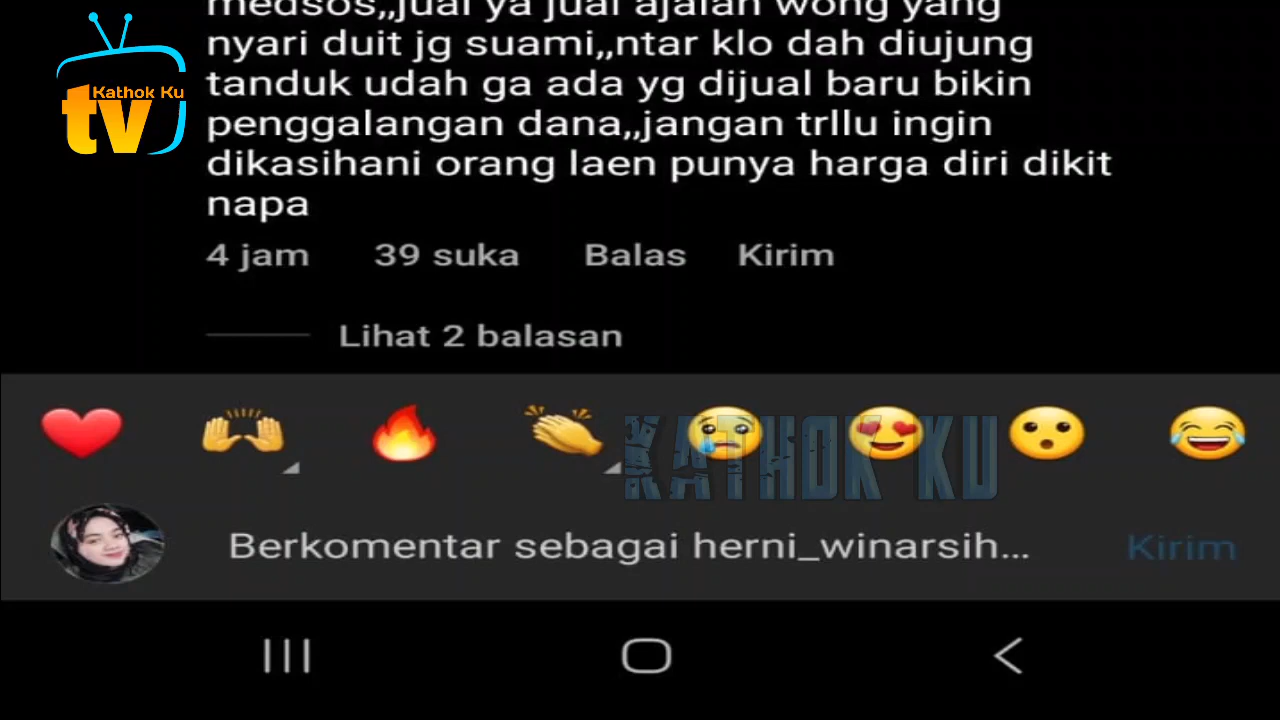 medsos,,jual ya jual ajalah wong yang
nyari duit jg suami,,ntar klo dah diujung
tanduk udah ga ada yg dijual baru bikin
penggalangan dana,,jangan trllu ingin
dikasihani orang laen punya harga diri dikit
napa
4 jam 39 suka Balas Kirim
Lihat 2 balasan
Berkomentar sebagai herni_winarsih... Kirim
Kathok Ku
tv
KATHOK KU